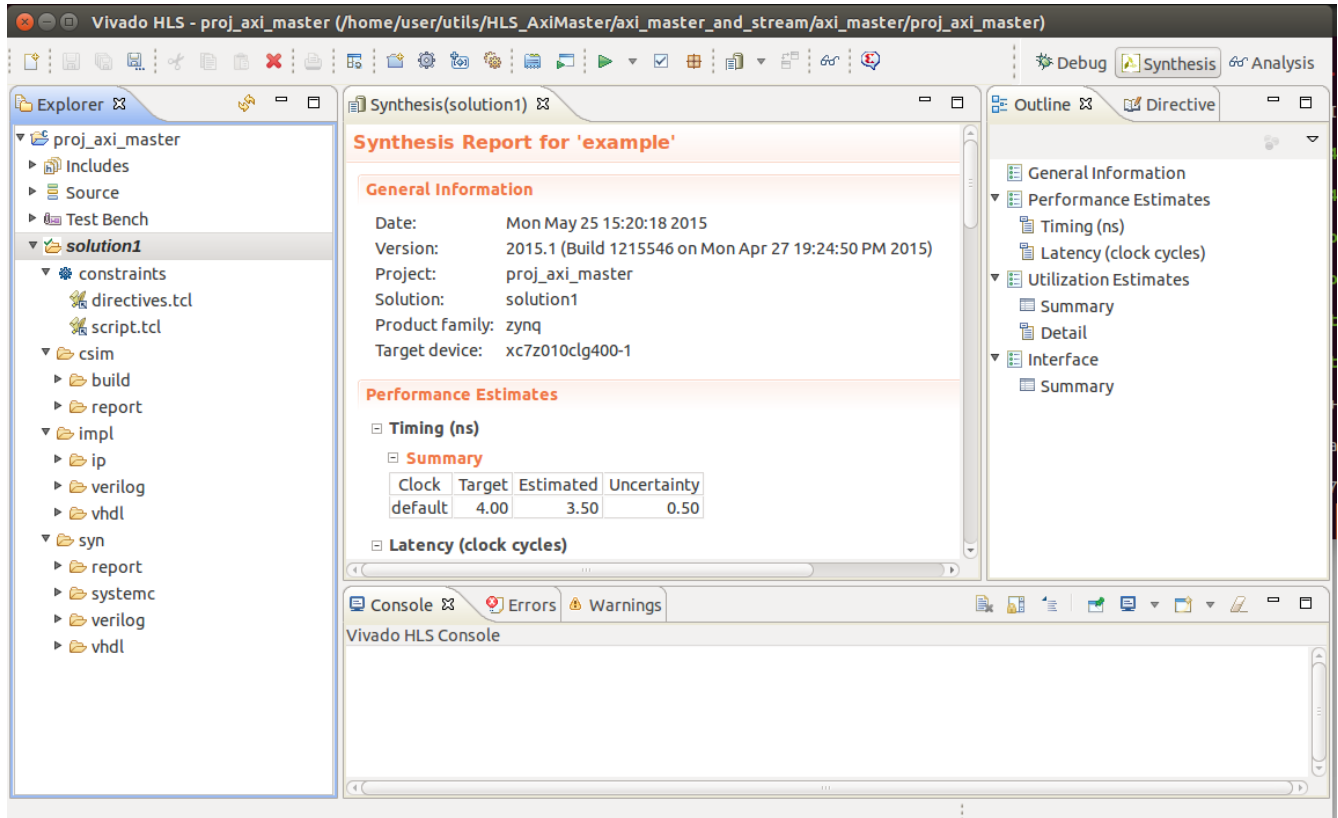 Vivado HLS - proj_axi_master (/home/user/utils/HLS_AxiMaster/axi_master_and_stream/axi_master/proj_axi_master)
Debug Synthesis Analysis
Explorer
proj_axi_master
Includes
Source
Test Bench
solution1
constraints
directives.tcl
script.tcl
csim
build
report
impl
ip
verilog
vhdl
syn
report
systemc
verilog
vhdl
Synthesis(solution1)
Synthesis Report for 'example'
General Information
Date: Mon May 25 15:20:18 2015
Version: 2015.1 (Build 1215546 on Mon Apr 27 19:24:50 PM 2015)
Project: proj_axi_master
Solution: solution1
Product family: zynq
Target device: xc7z010clg400-1
Performance Estimates
Timing (ns)
Summary
Clock Target Estimated Uncertainty
default 4.00 3.50 0.50
Latency (clock cycles)
Outline Directive
General Information
Performance Estimates
Timing (ns)
Latency (clock cycles)
Utilization Estimates
Summary
Detail
Interface
Summary
Console Errors Warnings
Vivado HLS Console